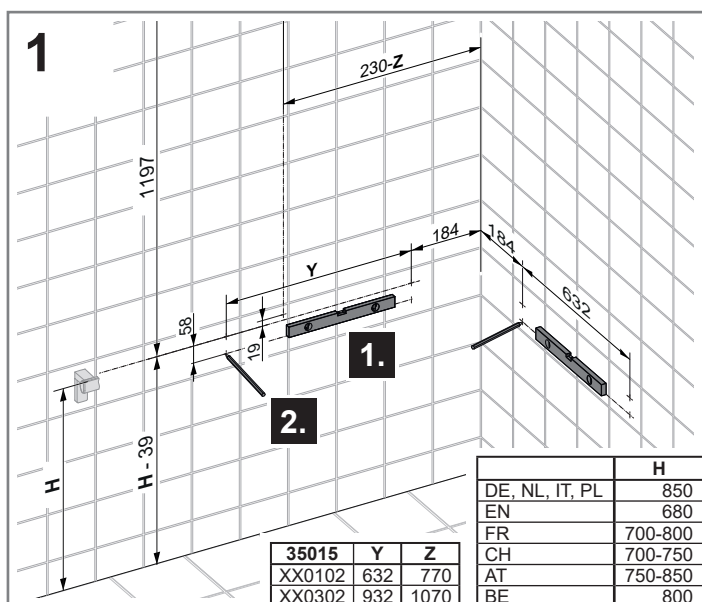 1
230-Z
1197
184
184
Y
632
58
19
1.
2.
H
H - 39
35015 Y Z
XX0102 632 770
XX0302 932 1070
H
DE, NL, IT, PL 850
EN 680
FR 700-800
CH 700-750
AT 750-850
BE 800